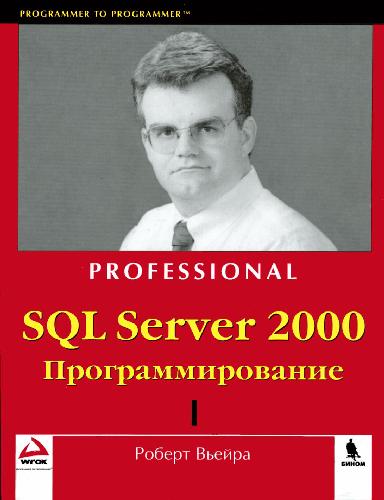 PROGRAMMER TO PROGRAMMER™
PROFESSIONAL
SQL Server 2000
Программирование
I
Роберт Вьейра
WROX
БИНОМ